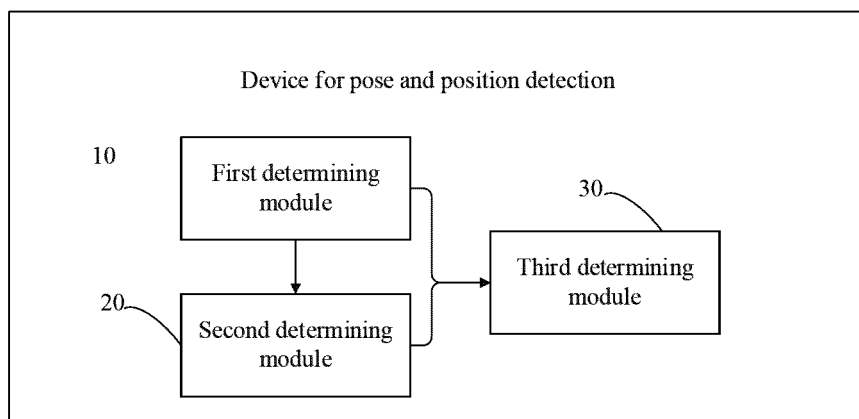 Device for pose and position detection
10
First determining
module
30
Third determining
module
20
Second determining
module